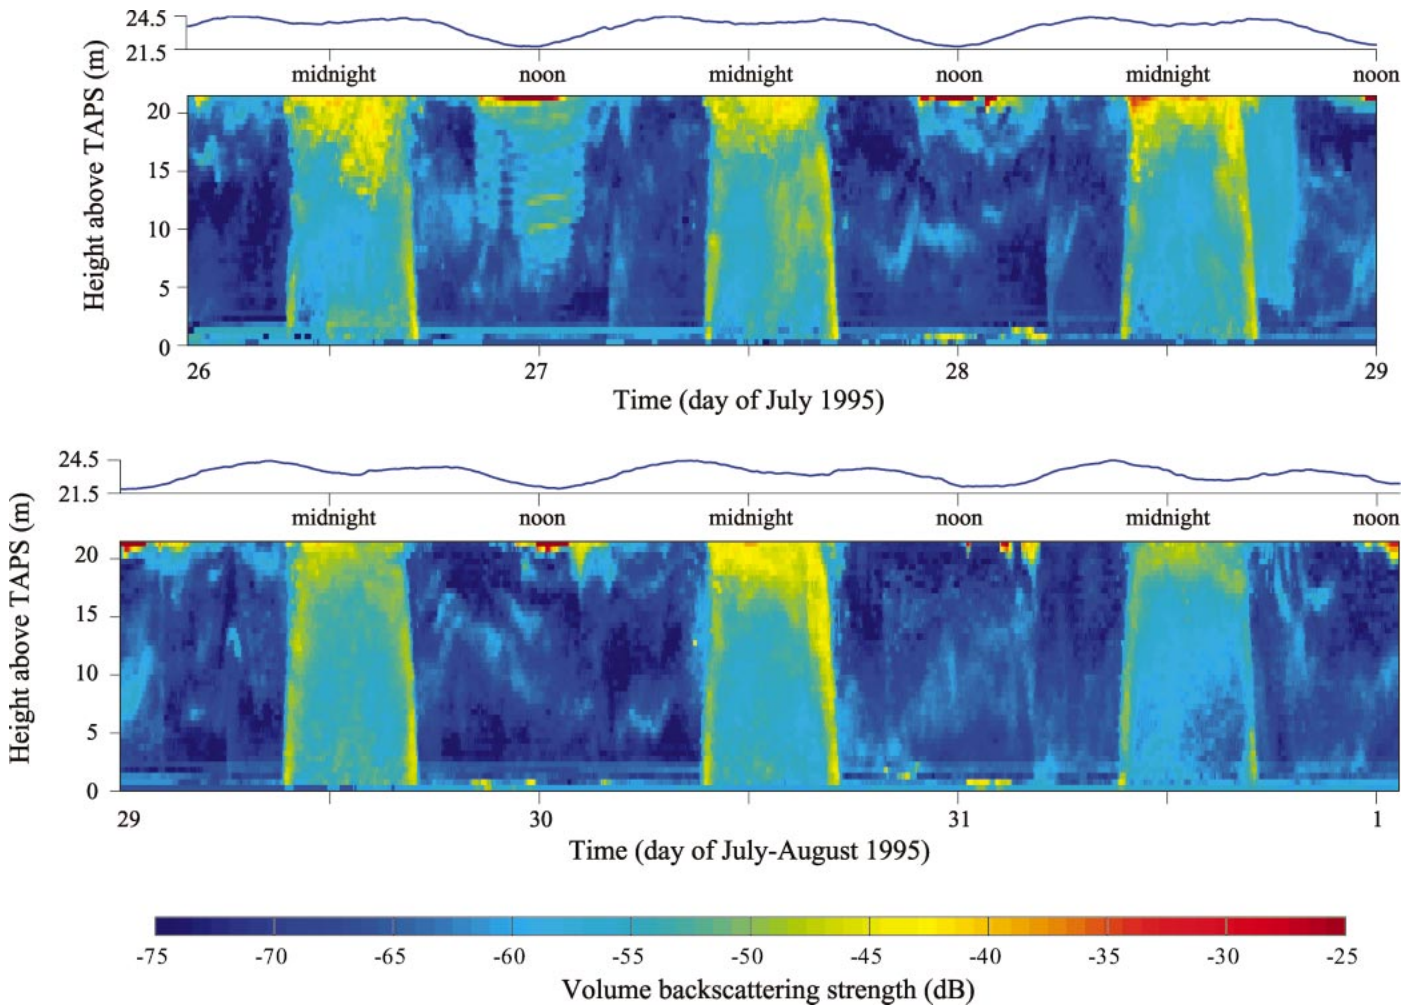 24.5
21.5
midnight noon midnight noon midnight noon
Height above TAPS (m)
20
15
10
5
0
26 27 28 29
Time (day of July 1995)
24.5
21.5
midnight noon midnight noon midnight noon
Height above TAPS (m)
20
15
10
5
0
29 30 31 1
Time (day of July-August 1995)
-75 -70 -65 -60 -55 -50 -45 -40 -35 -30 -25
Volume backscattering strength (dB)